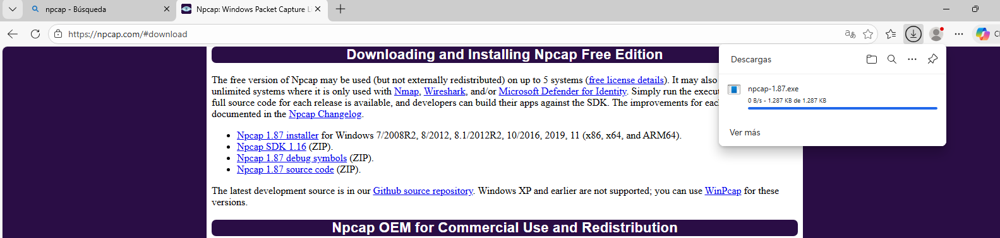 npcap - Búsqueda
Npcap: Windows Packet Capture Li
https://npcap.com/#download
Downloading and Installing Npcap Free Edition
Descargas
The free version of Npcap may be used (but not externally redistributed) on up to 5 systems (free license details). It may also
npcap-1.87.exe
unlimited systems where it is only used with Nmap, Wireshark, and/or Microsoft Defender for Identity. Simply run the execut
0 B/s - 1.287 KB de 1.287 KB
full source code for each release is available, and developers can build their apps against the SDK. The improvements for eac
documented in the Npcap Changelog.
Ver más
Npcap 1.87 installer for Windows 7/2008R2, 8/2012, 8.1/2012R2, 10/2016, 2019, 11 (x86, x64, and ARM64).
Npcap SDK 1.16 (ZIP).
Npcap 1.87 debug symbols (ZIP).
Npcap 1.87 source code (ZIP).
The latest development source is in our Github source repository. Windows XP and earlier are not supported; you can use WinPcap for these
versions.
Npcap OEM for Commercial Use and Redistribution